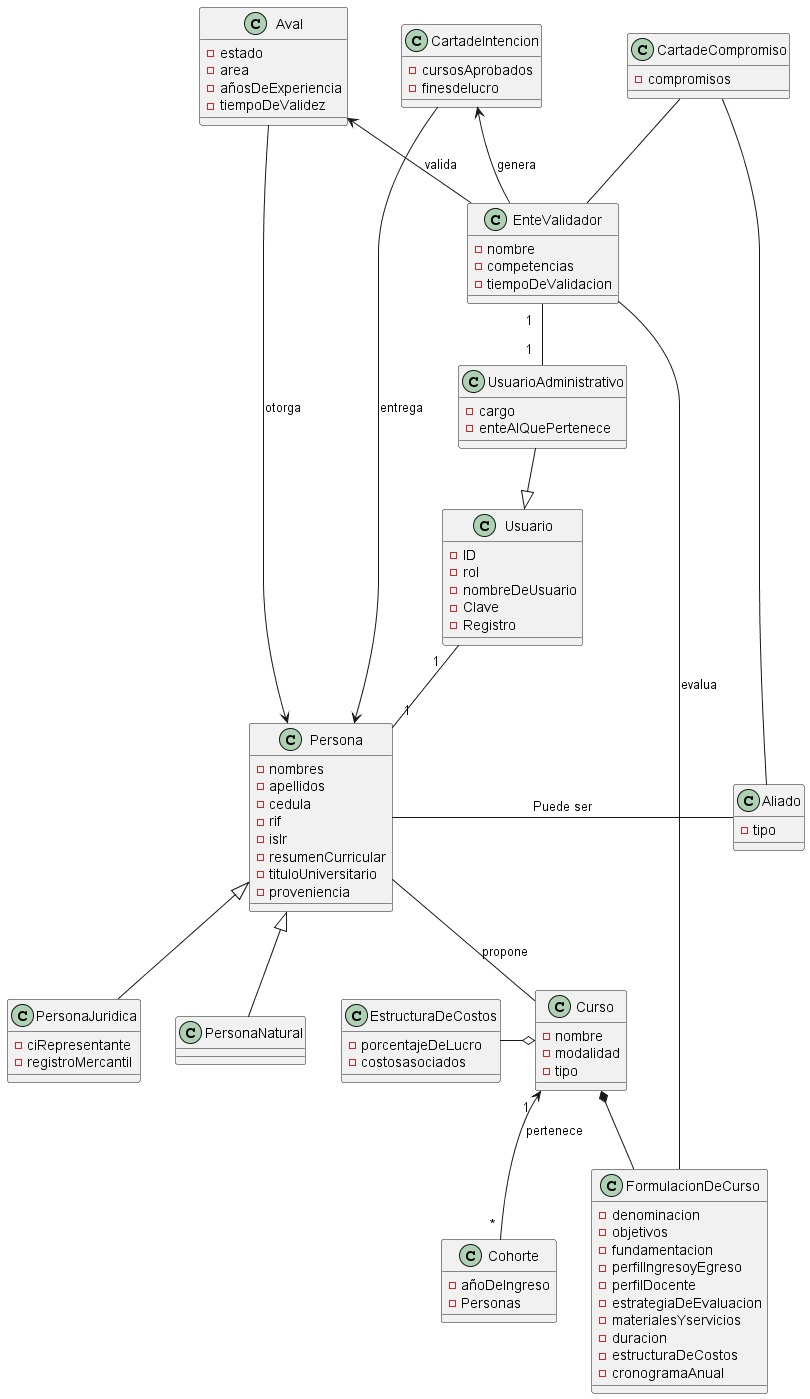 C Aval
estado
area
añosDeExperiencia
tiempoDeValidez
C CartadeIntencion
cursosAprobados
finesdelucro
C CartadeCompromiso
compromisos
valida
genera
C EnteValidador
nombre
competencias
tiempoDeValidacion
1
1
C UsuarioAdministrativo
cargo
enteAlQuePertenece
otorga
entrega
C Usuario
ID
rol
nombreDeUsuario
Clave
Registro
1
1
evalua
C Persona
nombres
apellidos
cedula
rif
islr
resumenCurricular
tituloUniversitario
proveniencia
Puede ser
C Aliado
tipo
propone
C PersonaJuridica
ciRepresentante
registroMercantil
C PersonaNatural
C EstructuraDeCostos
porcentajeDeLucro
costosasociados
C Curso
nombre
modalidad
tipo
1
pertenece
*
C Cohorte
añoDeIngreso
Personas
C FormulacionDeCurso
denominacion
objetivos
fundamentacion
perfilIngresoyEgreso
perfilDocente
estrategiaDeEvaluacion
materialesYservicios
duracion
estructuraDeCostos
cronogramaAnual